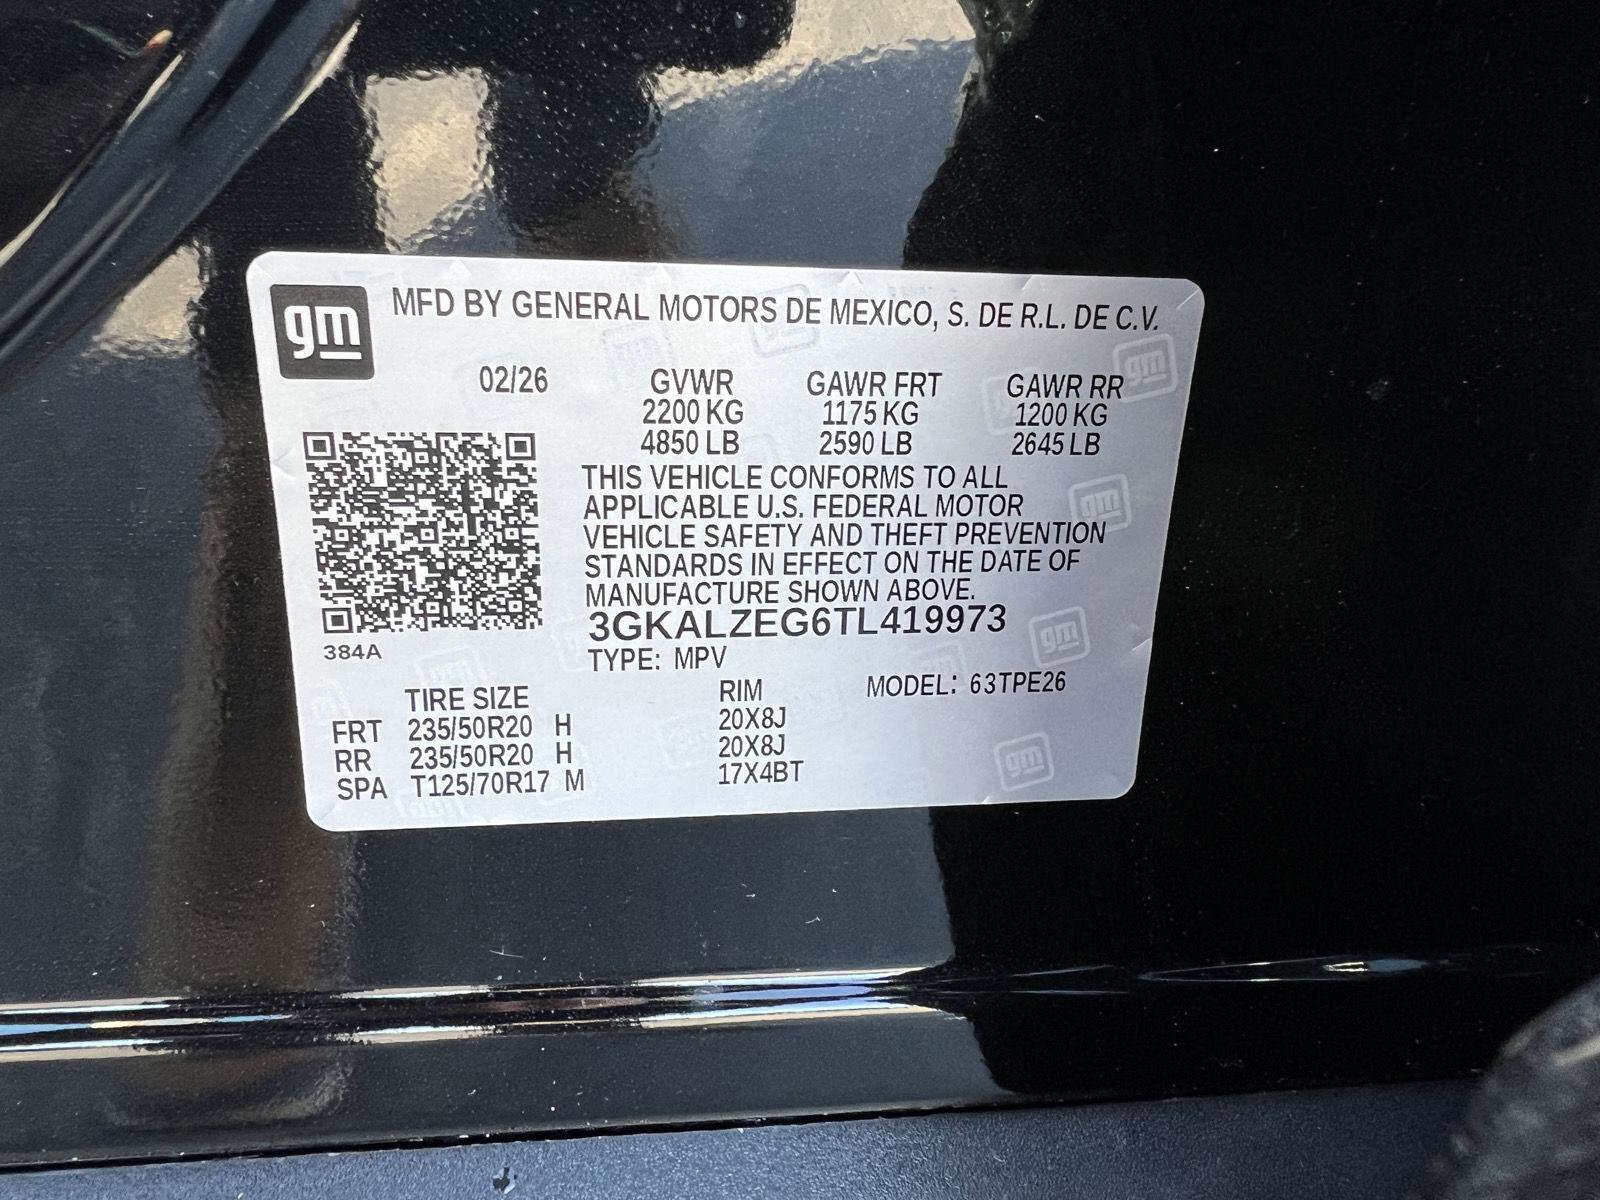 gm MFD BY GENERAL MOTORS DE MEXICO, S. DE R.L. DE C.V.
02/26 GVWR GAWR FRT GAWR RR
2200 KG 1175 KG 1200 KG
4850 LB 2590 LB 2645 LB
THIS VEHICLE CONFORMS TO ALL
APPLICABLE U.S. FEDERAL MOTOR
VEHICLE SAFETY AND THEFT PREVENTION
STANDARDS IN EFFECT ON THE DATE OF
MANUFACTURE SHOWN ABOVE.
3GKALZEG6TL419973
384A
TYPE: MPV
MODEL: 63TPE26
TIRE SIZE RIM
FRT 235/50R20 H 20X8J
RR 235/50R20 H 20X8J
SPA T125/70R17 M 17X4BT